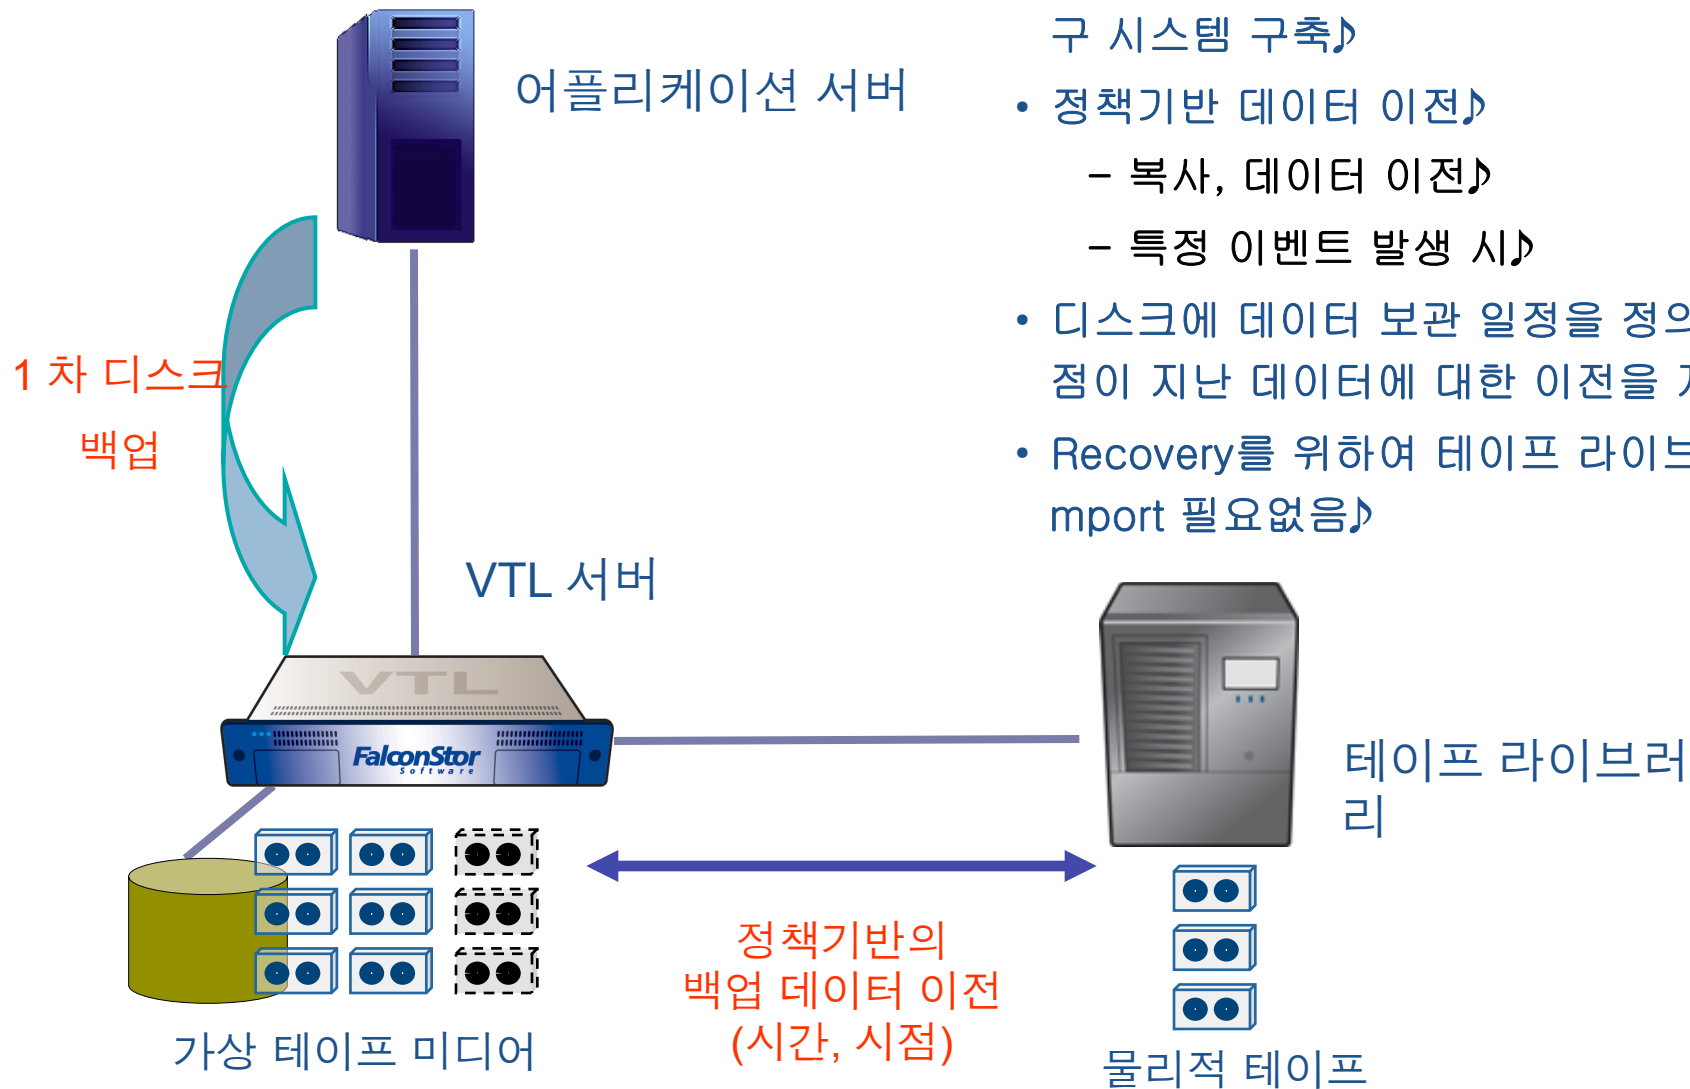 구 시스템 구축♪
어플리케이션 서버
• 정책기반 데이터 이전♪
– 복사, 데이터 이전♪
– 특정 이벤트 발생 시♪
• 디스크에 데이터 보관 일정을 정의
점이 지난 데이터에 대한 이전을
• Recovery를 위하여 테이프 라이브
mport 필요없음♪
1 차 디스크
백업
VTL 서버
VTL
FalconStor
Software
테이프 라이브러
리
정책기반의
백업 데이터 이전
(시간, 시점)
가상 테이프 미디어
물리적 테이프